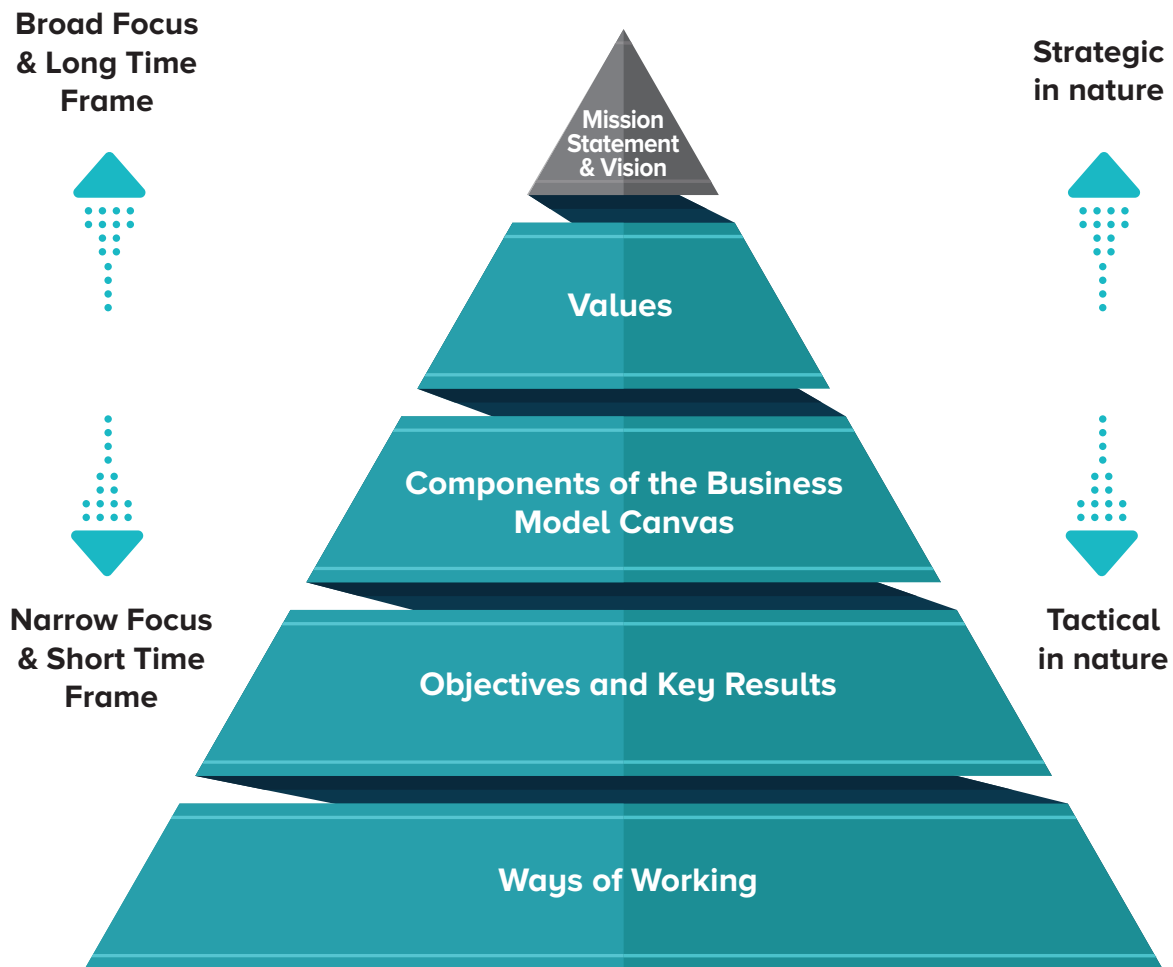 Broad Focus
& Long Time
Frame
Strategic
in nature
Mission
Statement
& Vision
Values
Components of the Business
Model Canvas
Narrow Focus
& Short Time
Frame
Tactical
in nature
Objectives and Key Results
Ways of Working